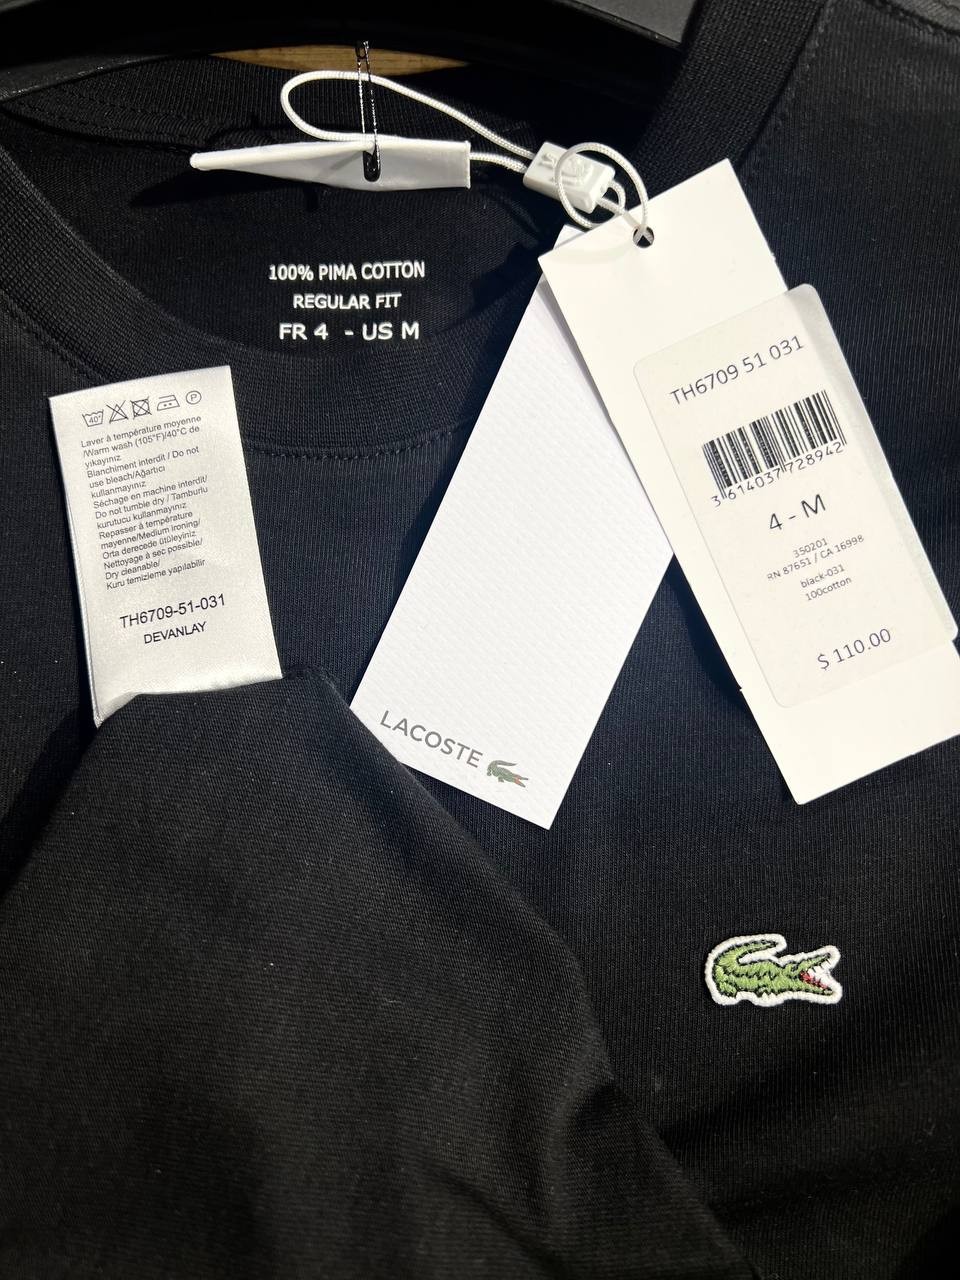 100% PIMA COTTON
REGULAR FIT
FR 4 - US M
40°
P
Laver à température moyenne
/Warm wash (105°F)/40°C de
yıkayınız
Blanchiment interdit / Do not
use bleach/Ağartıcı
kullanmayınız
Séchage en machine interdit/
Do not tumble dry / Tamburlu
kurutucu kullanmayınız
Repasser à température
mayenne/Medium ironing/
Orta derecede ütüleyiniz
Nettoyage à sec possible/
Dry cleanable/
Kuru temizleme yapılabilir
TH6709-51-031
DEVANLAY
LACOSTE
TH6709 51 031
3 614037 728942
4 - M
350201
RN 87651 / CA 16998
black-031
100cotton
$ 110.00